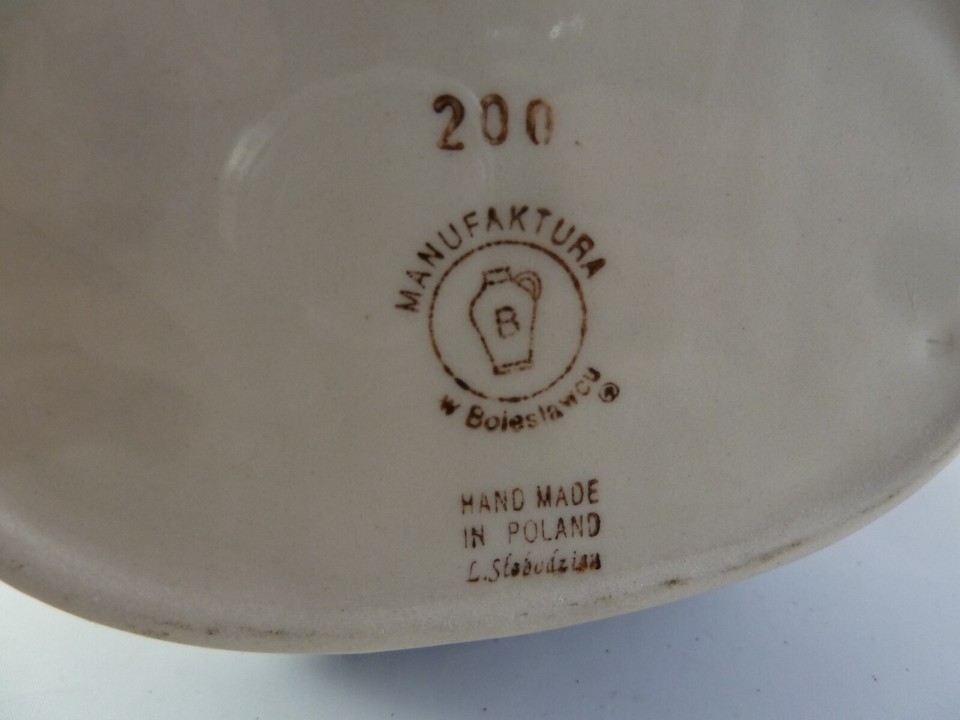 200
MANUFAKTURA
B
w Bolesławcu ®
HAND MADE
IN POLAND
L. Słobodzian